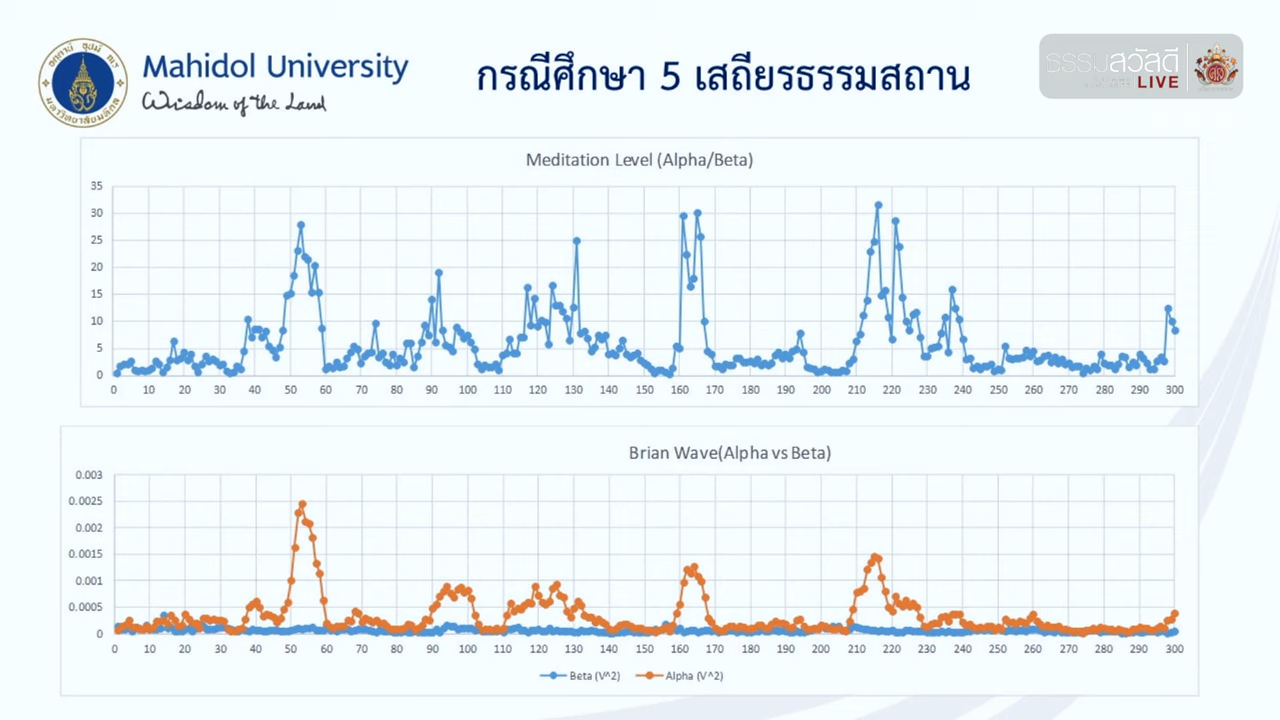 Mahidol University
Wisdom of the Land
กรณีศึกษา 5 เสถียรธรรมสถาน
ธรรมสวัสดี
LIVE
Meditation Level (Alpha/Beta)
35
30
25
20
15
10
5
0
0 10 20 30 40 50 60 70 80 90 100 110 120 130 140 150 160 170 180 190 200 210 220 230 240 250 260 270 280 290 300
Brian Wave(Alpha vs Beta)
0.003
0.0025
0.002
0.0015
0.001
0.0005
0
0 10 20 30 40 50 60 70 80 90 100 110 120 130 140 150 160 170 180 190 200 210 220 230 240 250 260 270 280 290 300
Beta (V^2) Alpha (V^2)